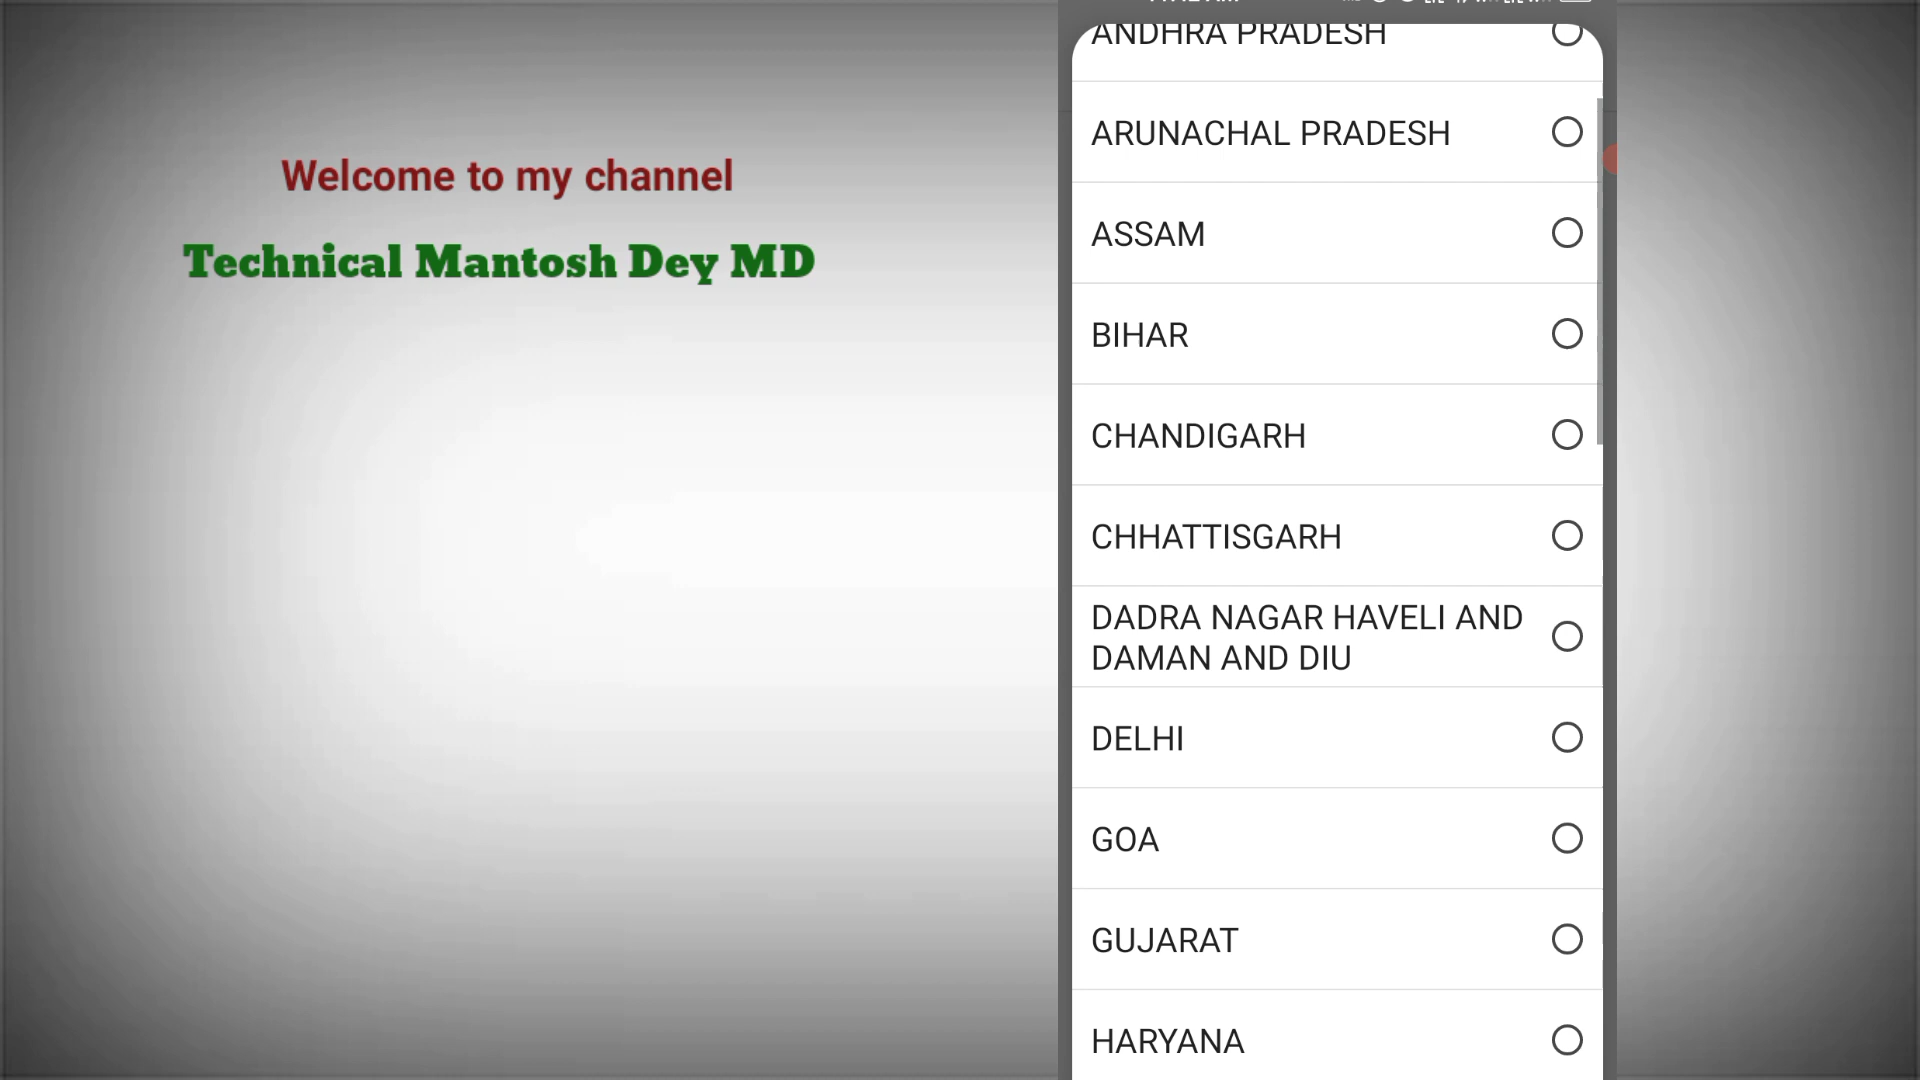 Welcome to my channel
Technical Mantosh Dey MD
ANDHRA PRADESH
ARUNACHAL PRADESH
ASSAM
BIHAR
CHANDIGARH
CHHATTISGARH
DADRA NAGAR HAVELI AND
DAMAN AND DIU
DELHI
GOA
GUJARAT
HARYANA